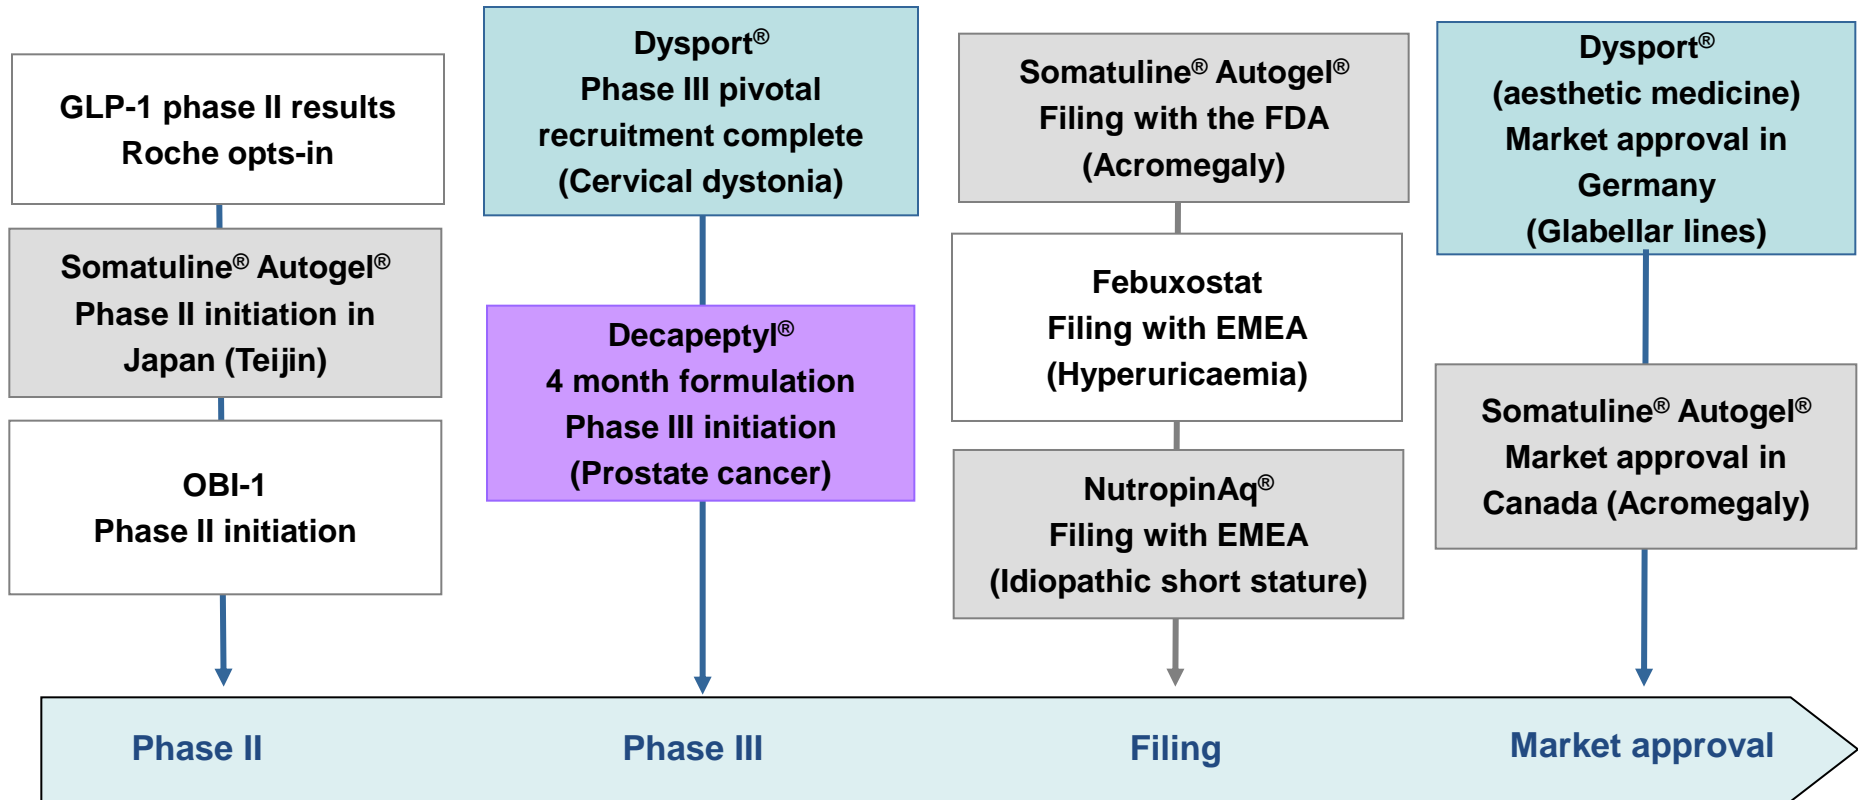 GLP-1 phase II results
Roche opts-in
Somatuline® Autogel®
Phase II initiation in
Japan (Teijin)
OBI-1
Phase II initiation
Dysport®
Phase III pivotal
recruitment complete
(Cervical dystonia)
Decapeptyl®
4 month formulation
Phase III initiation
(Prostate cancer)
Somatuline® Autogel®
Filing with the FDA
(Acromegaly)
Febuxostat
Filing with EMEA
(Hyperuricaemia)
NutropinAq®
Filing with EMEA
(Idiopathic short stature)
Dysport®
(aesthetic medicine)
Market approval in
Germany
(Glabellar lines)
Somatuline® Autogel®
Market approval in
Canada (Acromegaly)
Phase II
Phase III
Filing
Market approval